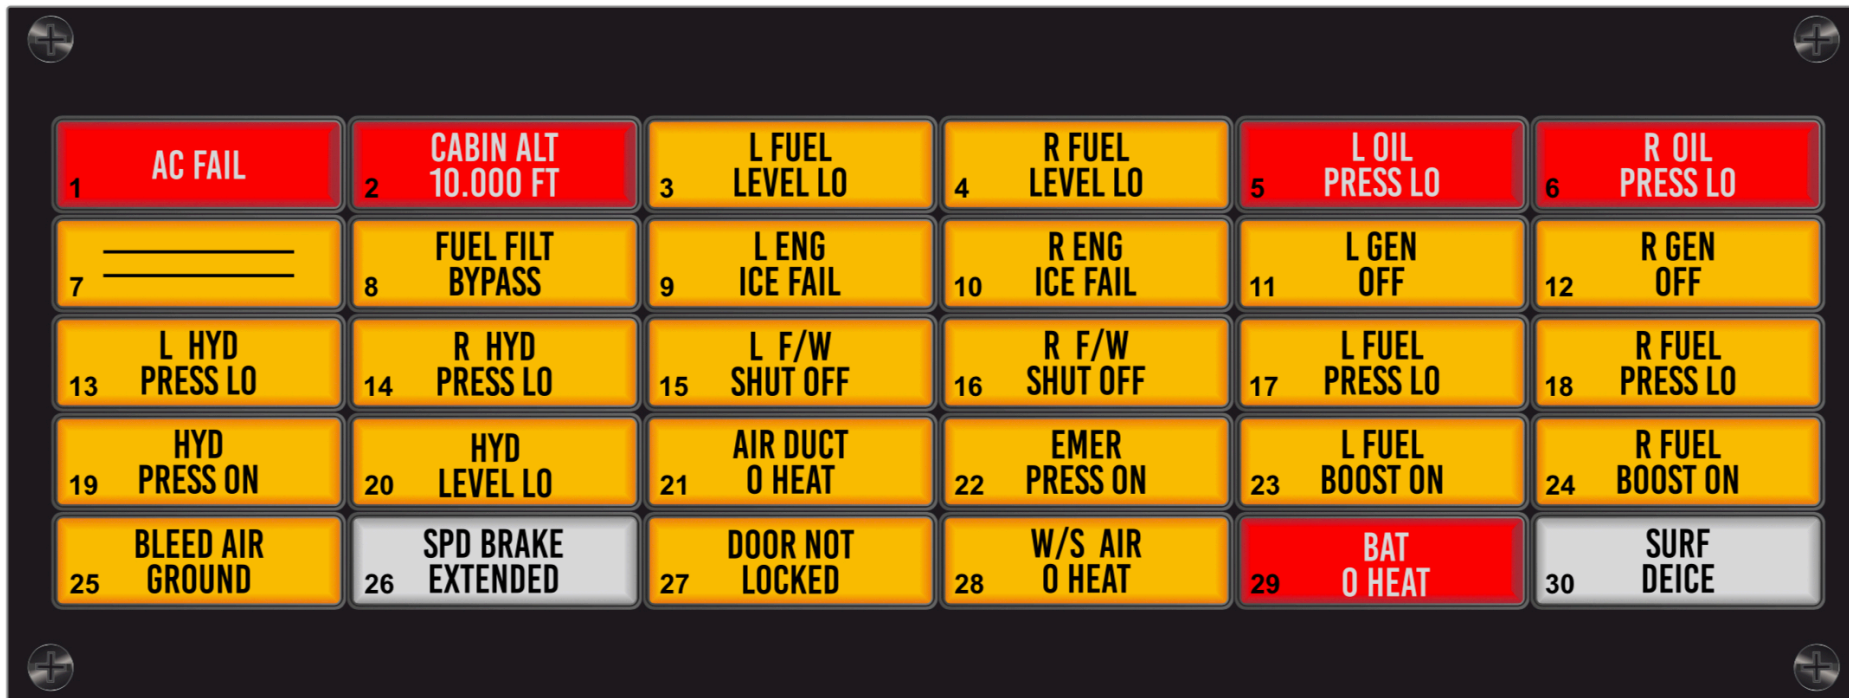 AC FAIL
1
CABIN ALT
10.000 FT
2
L FUEL
LEVEL LO
3
R FUEL
LEVEL LO
4
L OIL
PRESS LO
5
R OIL
PRESS LO
6
7
FUEL FILT
BYPASS
8
L ENG
ICE FAIL
9
R ENG
ICE FAIL
10
L GEN
OFF
11
R GEN
OFF
12
L HYD
PRESS LO
13
R HYD
PRESS LO
14
L F/W
SHUT OFF
15
R F/W
SHUT OFF
16
L FUEL
PRESS LO
17
R FUEL
PRESS LO
18
HYD
PRESS ON
19
HYD
LEVEL LO
20
AIR DUCT
O HEAT
21
EMER
PRESS ON
22
L FUEL
BOOST ON
23
R FUEL
BOOST ON
24
BLEED AIR
GROUND
25
SPD BRAKE
EXTENDED
26
DOOR NOT
LOCKED
27
W/S AIR
O HEAT
28
BAT
O HEAT
29
SURF
DEICE
30